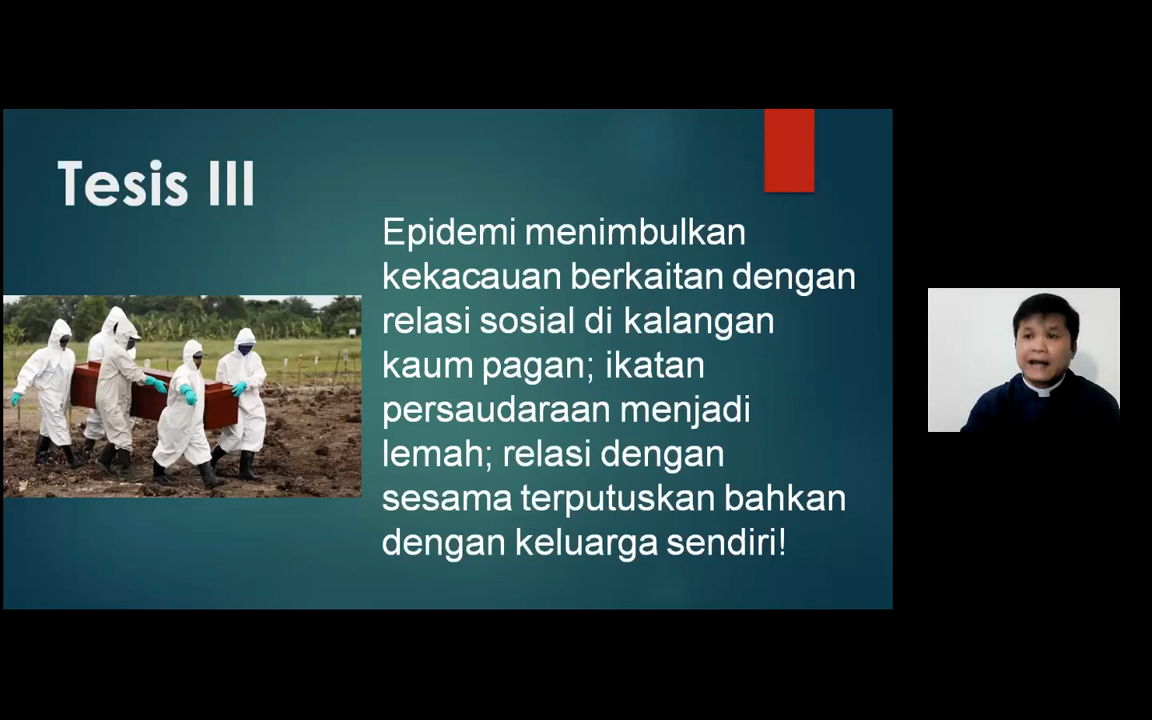 Tesis III
Epidemi menimbulkan
kekacauan berkaitan dengan
relasi sosial di kalangan
kaum pagan; ikatan
persaudaraan menjadi
lemah; relasi dengan
sesama terputuskan bahkan
dengan keluarga sendiri!